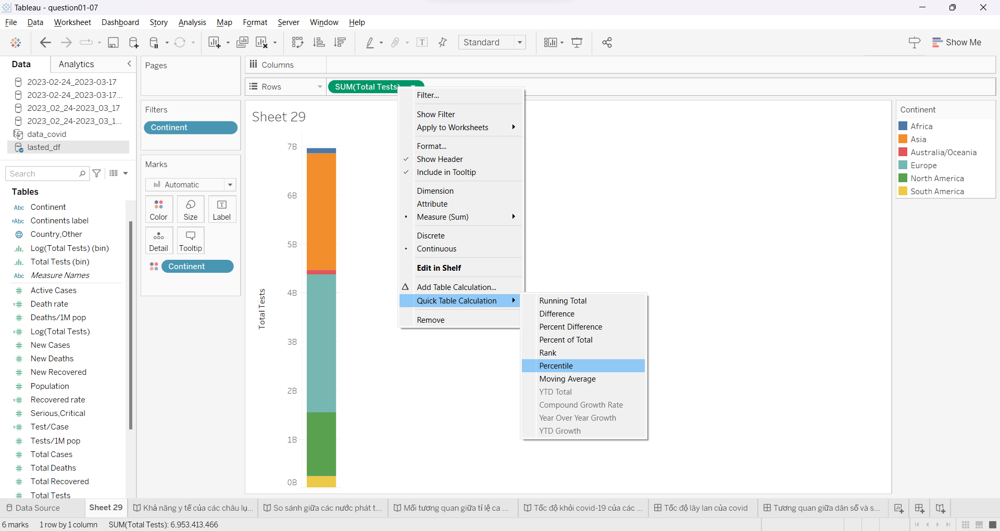 Tableau - question01-07
File Data Worksheet Dashboard Story Analysis Map Format Server Window Help
Standard
Show Me
Data
Analytics
2023-02-24_2023-03-17
2023-02-24_2023-03-17...
2023_02_24-2023_03_17
2023_02_24-2023_03_1...
data_covid
lasted_df
Search
Tables
Abc Continent
=Abc Continents label
Country,Other
Log(Total Tests) (bin)
Total Tests (bin)
Abc Measure Names
# Active Cases
=# Death rate
# Deaths/1M pop
=# Log(Total Tests)
# New Cases
# New Deaths
# New Recovered
# Population
=# Recovered rate
# Serious,Critical
=# Test/Case
# Tests/1M pop
# Total Cases
# Total Deaths
# Total Recovered
# Total Tests
Pages
Filters
Continent
Marks
Automatic
Color
Size
T
Label
Detail
Tooltip
Continent
Columns
Rows
SUM(Total Tests)
Sheet 29
7B
6B
5B
4B
3B
2B
1B
0B
Total Tests
Filter...
Show Filter
Apply to Worksheets
Format...
Show Header
Include in Tooltip
Dimension
Attribute
Measure (Sum)
Discrete
Continuous
Edit in Shelf
Add Table Calculation...
Quick Table Calculation
Remove
Running Total
Difference
Percent Difference
Percent of Total
Rank
Percentile
Moving Average
YTD Total
Compound Growth Rate
Year Over Year Growth
YTD Growth
Continent
Africa
Asia
Australia/Oceania
Europe
North America
South America
Data Source
Sheet 29
Khả năng y tế của các châu lụ...
So sánh giữa các nước phát t...
Mối tương quan giữa tỉ lệ ca ...
Tốc độ khỏi covid-19 của các ...
Tốc độ lây lan của covid
Tương quan giữa dân số và s...
6 marks 1 row by 1 column SUM(Total Tests): 6,953,413,466